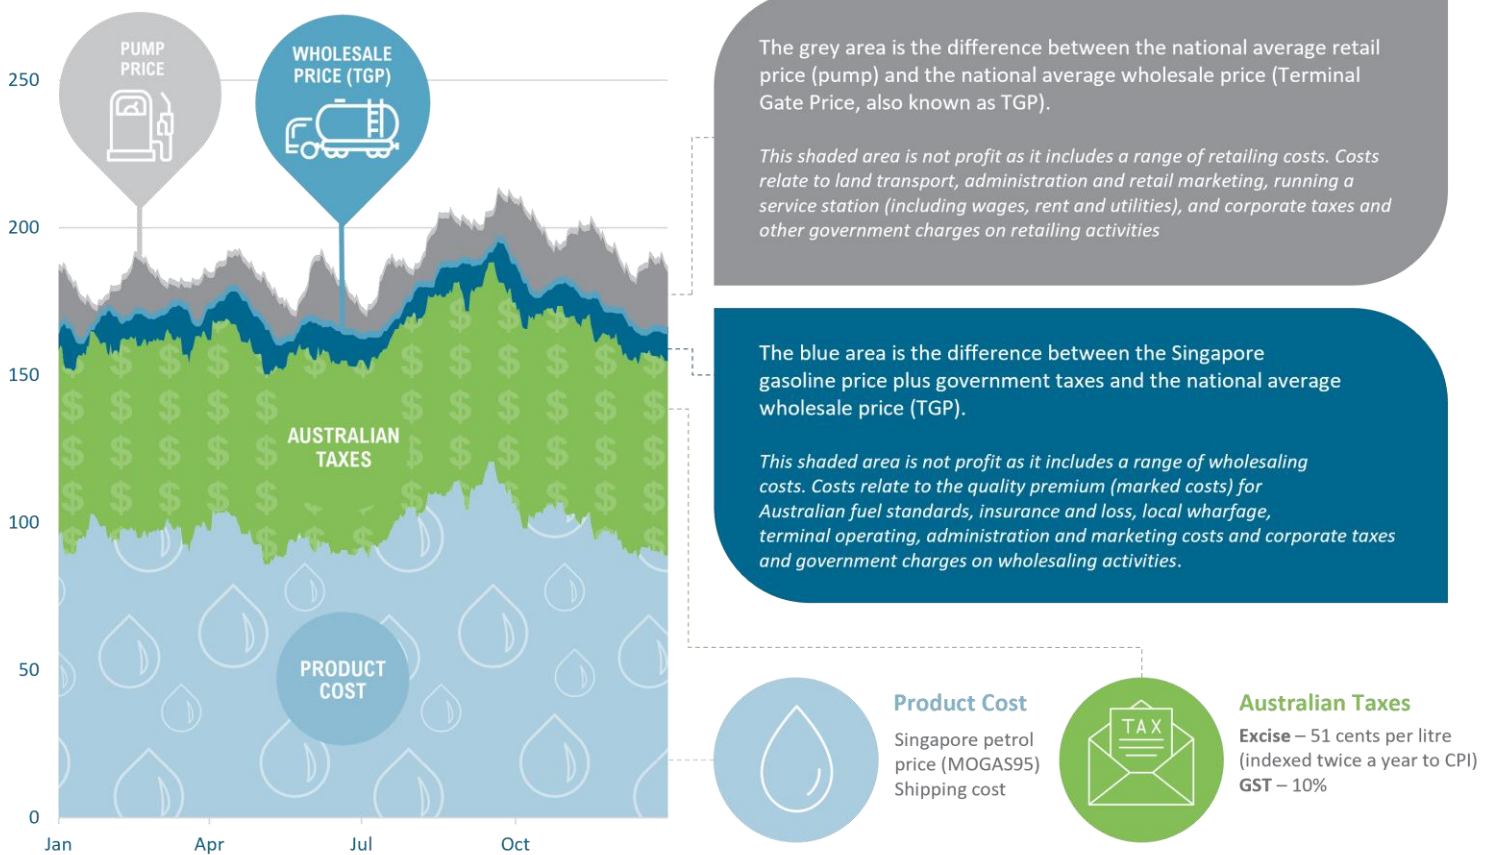 PUMP
PRICE
WHOLESALE
PRICE (TGP)
250
200
150
100
50
0
Jan
Apr
Jul
Oct
AUSTRALIAN
TAXES
PRODUCT
COST
The grey area is the difference between the national average retail
price (pump) and the national average wholesale price (Terminal
Gate Price, also known as TGP).
This shaded area is not profit as it includes a range of retailing costs. Costs
relate to land transport, administration and retail marketing, running a
service station (including wages, rent and utilities), and corporate taxes and
other government charges on retailing activities
The blue area is the difference between the Singapore
gasoline price plus government taxes and the national average
wholesale price (TGP).
This shaded area is not profit as it includes a range of wholesaling
costs. Costs relate to the quality premium (marked costs) for
Australian fuel standards, insurance and loss, local wharfage,
terminal operating, administration and marketing costs and corporate taxes
and government charges on wholesaling activities.
Product Cost
Singapore petrol
price (MOGAS95)
Shipping cost
TAX
Australian Taxes
Excise – 51 cents per litre
(indexed twice a year to CPI)
GST – 10%